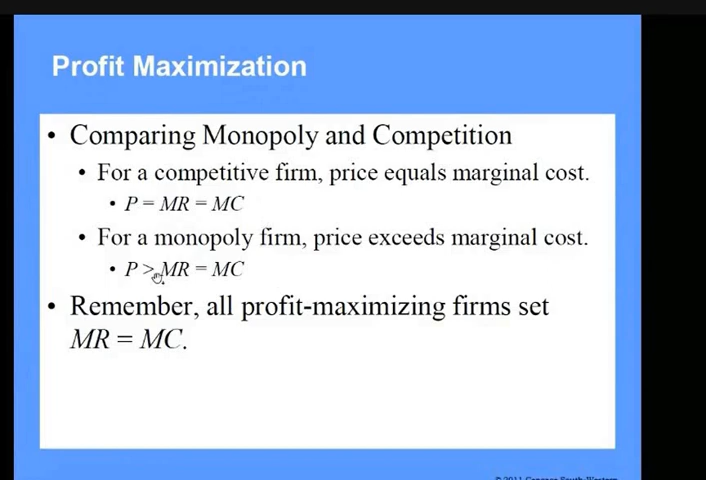 Profit Maximization
• Comparing Monopoly and Competition
• For a competitive firm, price equals marginal cost.
• P = MR = MC
• For a monopoly firm, price exceeds marginal cost.
• P > MR = MC
• Remember, all profit-maximizing firms set
MR = MC.